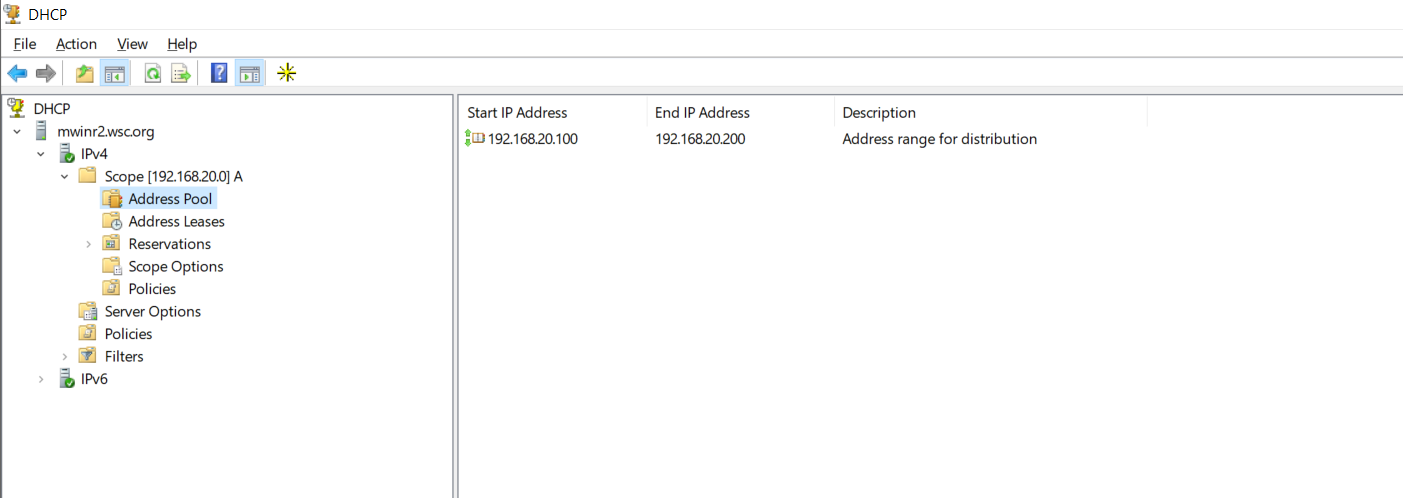 DHCP
File Action View Help
DHCP
mwinr2.wsc.org
IPv4
Scope [192.168.20.0] A
Address Pool
Address Leases
Reservations
Scope Options
Policies
Server Options
Policies
Filters
IPv6
Start IP Address End IP Address Description
192.168.20.100 192.168.20.200 Address range for distribution